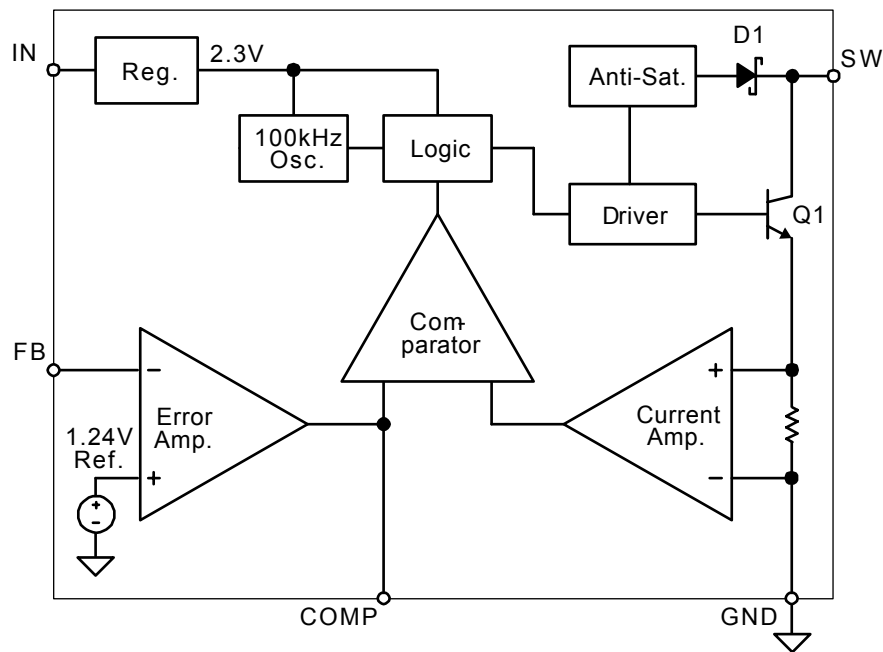 IN
Reg.
2.3V
100kHz
Osc.
Logic
Anti-Sat.
D1
SW
Driver
Q1
Com-
parator
FB
−
Error
Amp.
1.24V
Ref.
+
+
−
+
Current
Amp.
−
COMP
GND